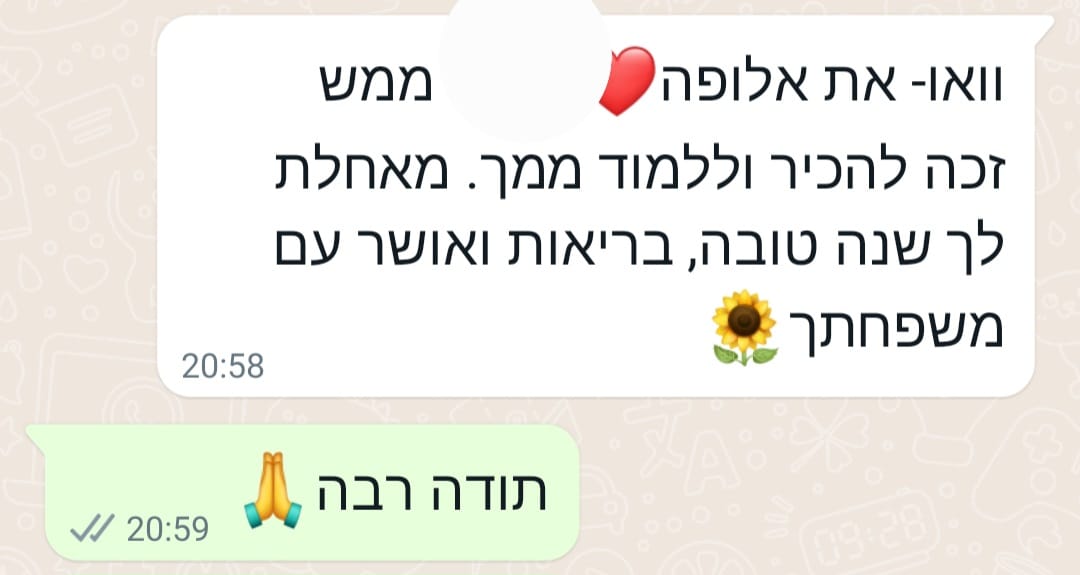 וואו- את אלופה❤️ ממש
זכה להכיר וללמוד ממך. מאחלת
לך שנה טובה, בריאות ואושר עם
משפחתך🌻
20:58
תודה רבה🙏
20:59